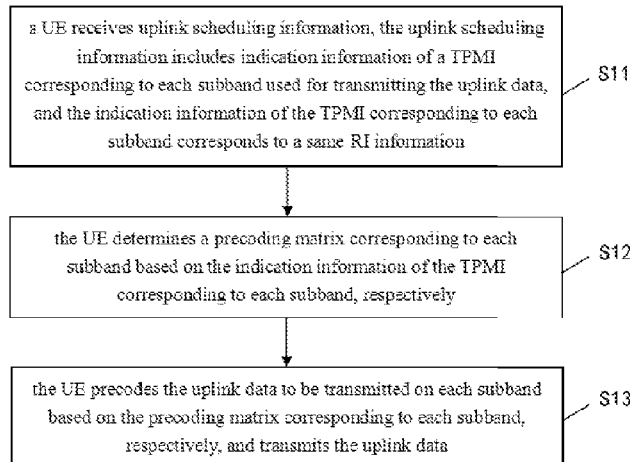 a UE receives uplink scheduling information, the uplink scheduling
information includes indication information of a TPMI
corresponding to each subband used for transmitting the uplink data,
and the indication information of the TPMI corresponding to each
subband corresponds to a same RI information
S11
the UE determines a precoding matrix corresponding to each
subband based on the indication information of the TPMI
corresponding to each subband, respectively
S12
the UE precodes the uplink data to be transmitted on each subband
based on the precoding matrix corresponding to each subband,
respectively, and transmits the uplink data
S13